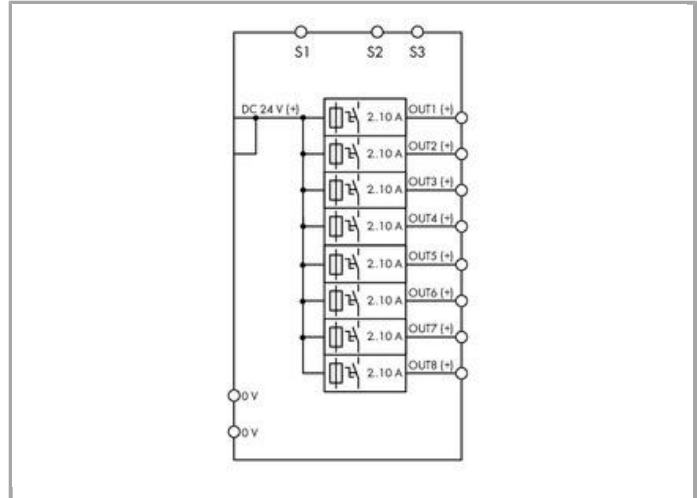 S1 S2 S3
DC 24 V (+)
2..10 A OUT1 (+)
2..10 A OUT2 (+)
2..10 A OUT3 (+)
2..10 A OUT4 (+)
2..10 A OUT5 (+)
2..10 A OUT6 (+)
2..10 A OUT7 (+)
2..10 A OUT8 (+)
0 V
0 V